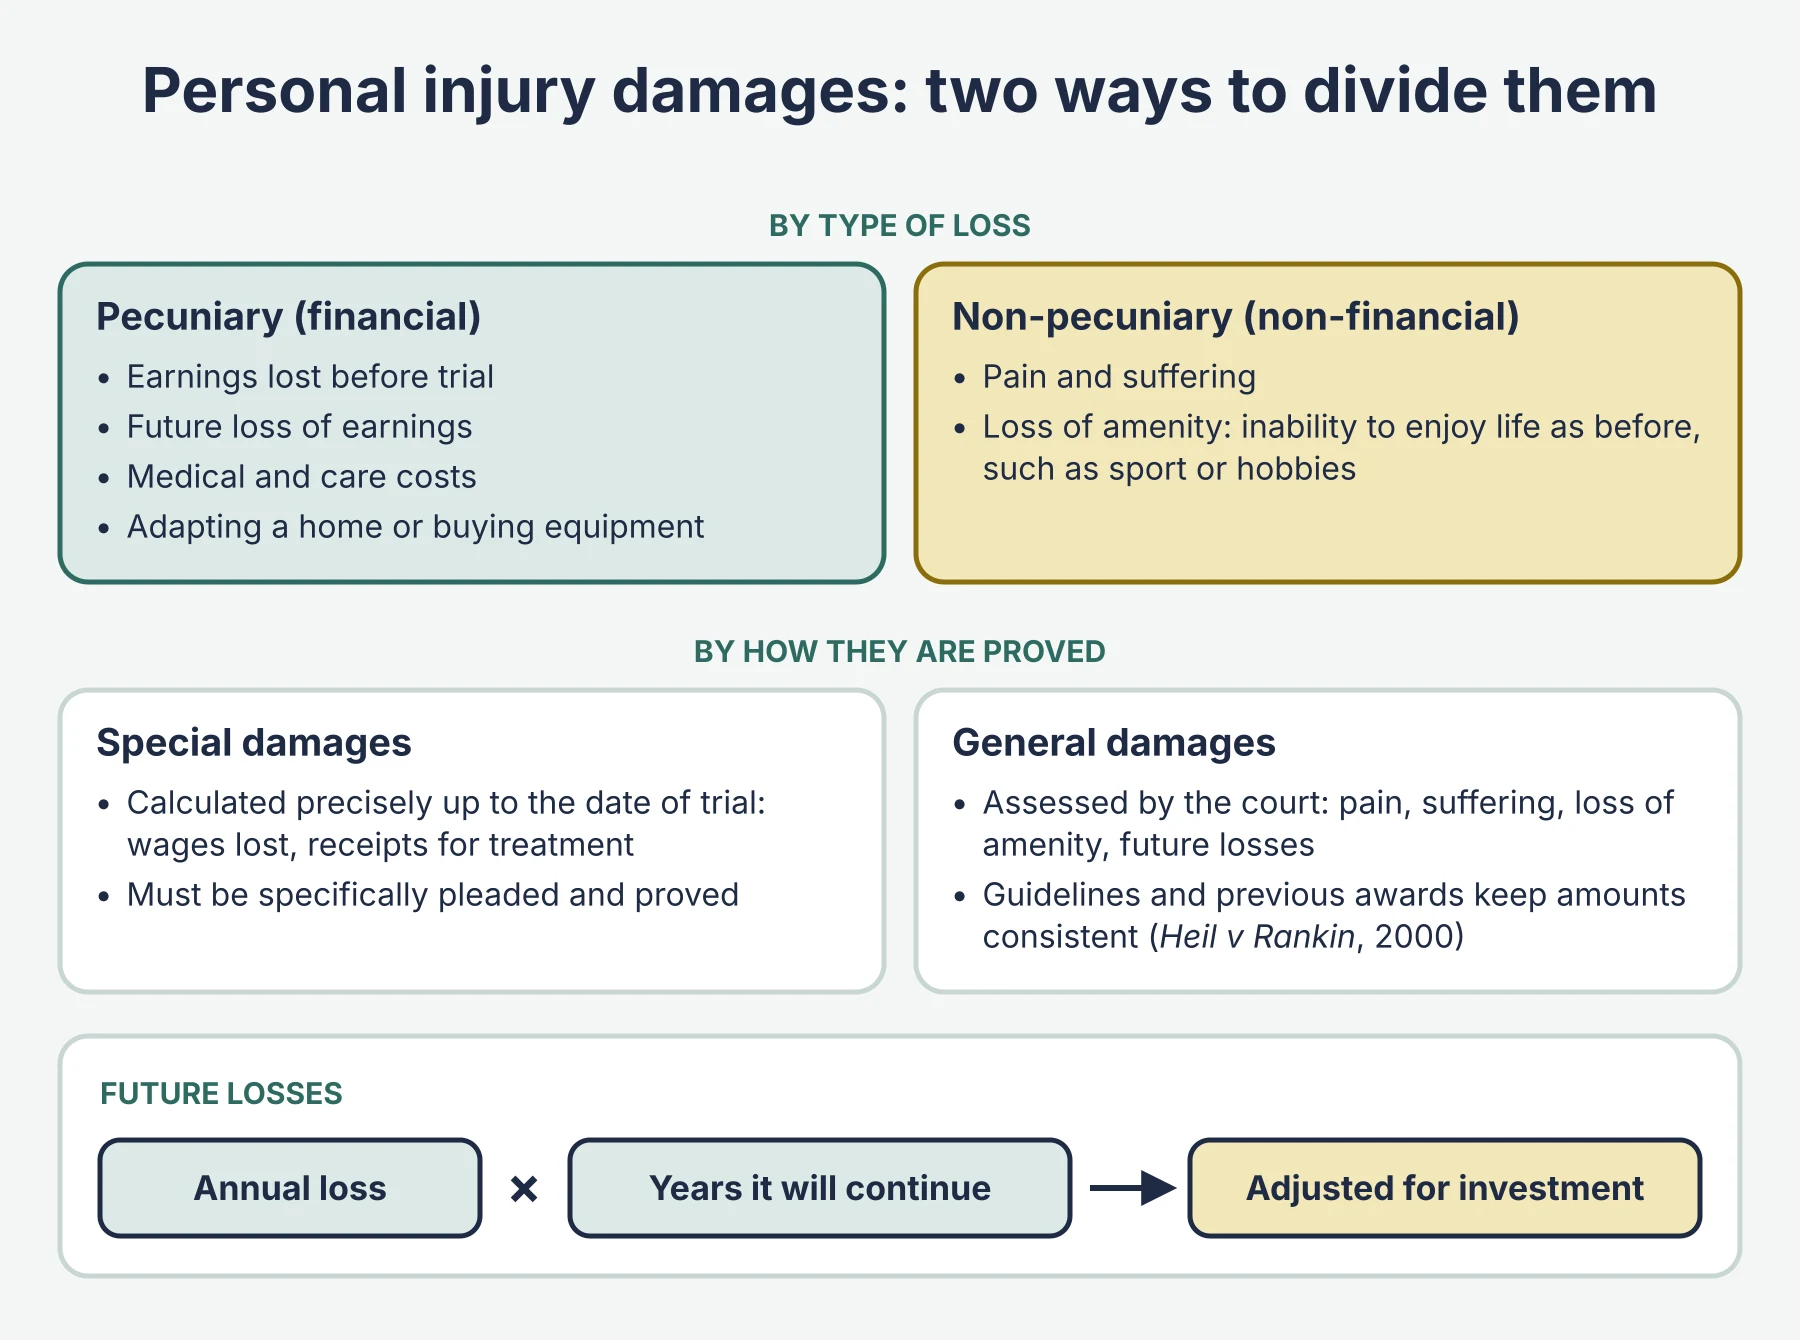 Personal injury damages: two ways to divide them
BY TYPE OF LOSS
Pecuniary (financial)
• Earnings lost before trial
• Future loss of earnings
• Medical and care costs
• Adapting a home or buying equipment
Non-pecuniary (non-financial)
• Pain and suffering
• Loss of amenity: inability to enjoy life as before,
such as sport or hobbies
BY HOW THEY ARE PROVED
Special damages
• Calculated precisely up to the date of trial:
wages lost, receipts for treatment
• Must be specifically pleaded and proved
General damages
• Assessed by the court: pain, suffering, loss of
amenity, future losses
• Guidelines and previous awards keep amounts
consistent (Heil v Rankin, 2000)
FUTURE LOSSES
Annual loss
×
Years it will continue
Adjusted for investment